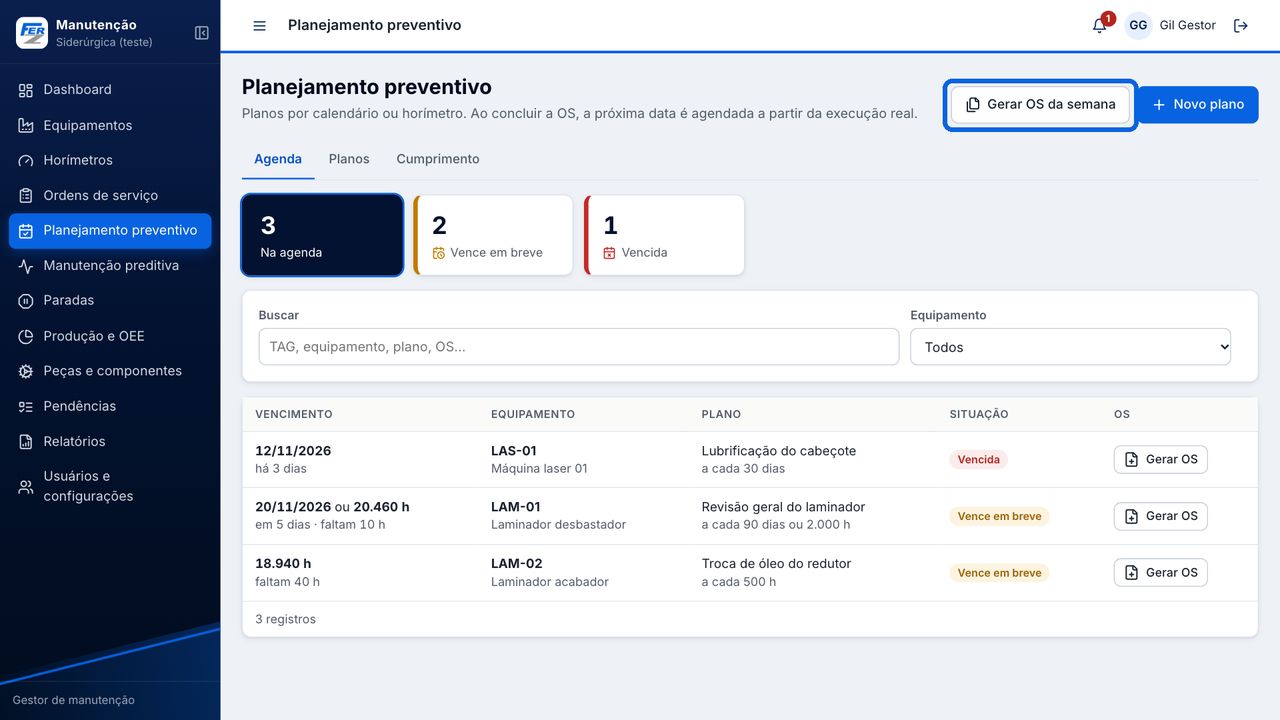 FER
Manutenção
Siderúrgica (teste)
Dashboard
Equipamentos
Horímetros
Ordens de serviço
Planejamento preventivo
Manutenção preditiva
Paradas
Produção e OEE
Peças e componentes
Pendências
Relatórios
Usuários e
configurações
Gestor de manutenção
Planejamento preventivo
1
GG
Gil Gestor
Planejamento preventivo
Planos por calendário ou horímetro. Ao concluir a OS, a próxima data é agendada a partir da execução real.
Gerar OS da semana
Novo plano
Agenda Planos Cumprimento
3
Na agenda
2
Vence em breve
1
Vencida
Buscar
TAG, equipamento, plano, OS...
Equipamento
Todos
VENCIMENTO EQUIPAMENTO PLANO SITUAÇÃO OS
12/11/2026 LAS-01 Lubrificação do cabeçote Vencida Gerar OS
há 3 dias Máquina laser 01 a cada 30 dias
20/11/2026 ou 20.460 h LAM-01 Revisão geral do laminador Vence em breve Gerar OS
em 5 dias · faltam 10 h Laminador desbastador a cada 90 dias ou 2.000 h
18.940 h LAM-02 Troca de óleo do redutor Vence em breve Gerar OS
faltam 40 h Laminador acabador a cada 500 h
3 registros